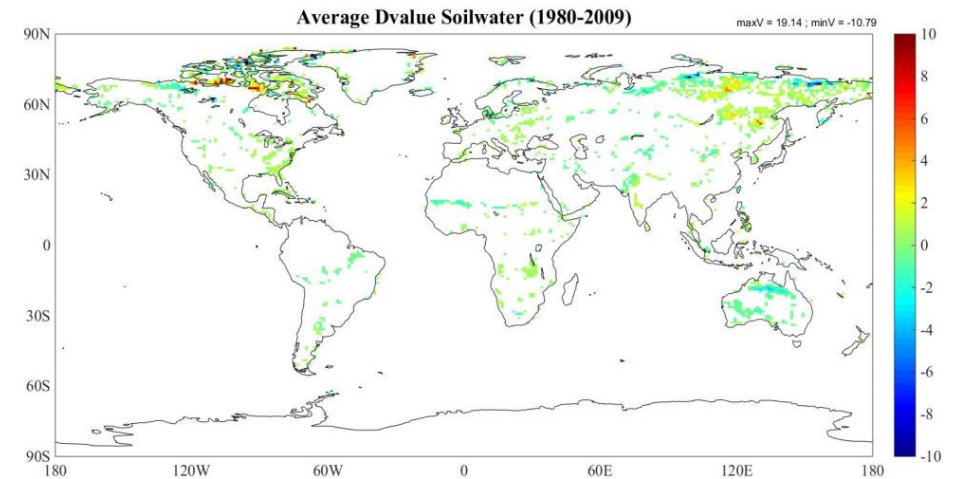 Average Dvalue Soilwater (1980-2009)
maxV = 19.14 ; minV = -10.79
90N
60N
30N
0
30S
60S
90S
180
120W
60W
0
60E
120E
180
10
8
6
4
2
0
-2
-4
-6
-8
-10